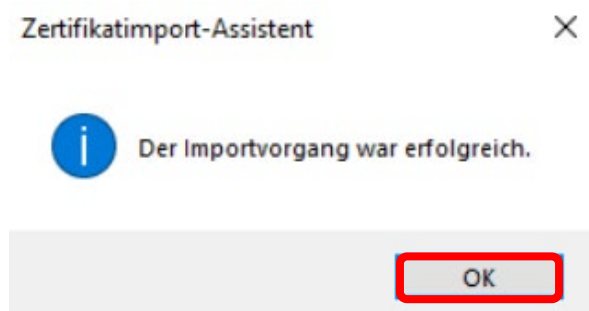 Zertifikatimport-Assistent
Der Importvorgang war erfolgreich.
OK